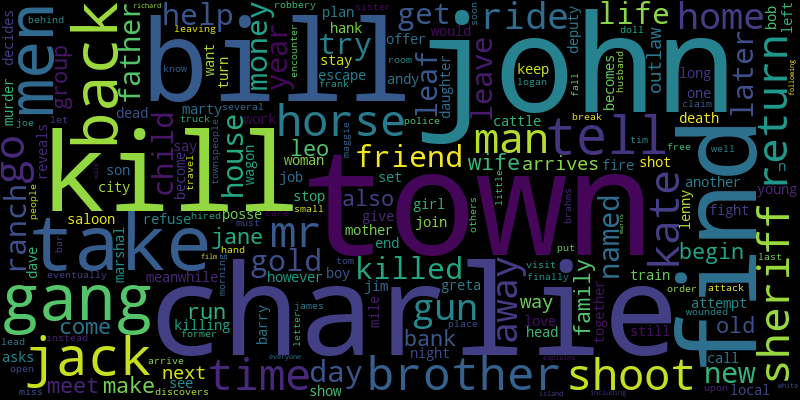 robbery sister plan
richard behind
leaving
decides
murder
help
bill
get
ride
life
home
soon
bob
left
men
back
father
money
year
want
turn
know
hank
try
offer
would
stay
encounter
escape
room
frank
andy
john
daughter
leaf
leave
keep
logan
doll
deputy
becomes
husband
outlaw
fall
long
one
claim
death
later
return
following
group
marty
several
dead
joe
let
go
reveals
kill
child
wonk
truck
say
become
travel
house
wagon
townspeople
horse
leo
woman
maggie
police
man
friend
wife
cattle
arrives
break
tell
tim
fire
shot
free
well
another
young
n
find
son
city
job
set
stop
small
town
ranch
people
saloon
refuse
hired
posse
must
also
give
mother
girl
join
others
little
brahms
named
kate
lenny
fight
sheriff
take
bar
dave
marshal
jane
mr
care
end
put
begin
last
eventually
meanwhile
film
hand
gold
however
tom
boy
killed
jim
greta
visit
finally
away
way
family
together
train
order
attack
wounded
attempt
gang
come
run
killing
former
morning
barry
letter
james
mile
charlie
gun
bank
night
place
love
head
still
old
call
lead
instead
asks
open
miss
jack
meet
arrive
make
discovers
next
see
time
everyone
day
show
brother
explains
island
shoot
including
new
upon
local
white